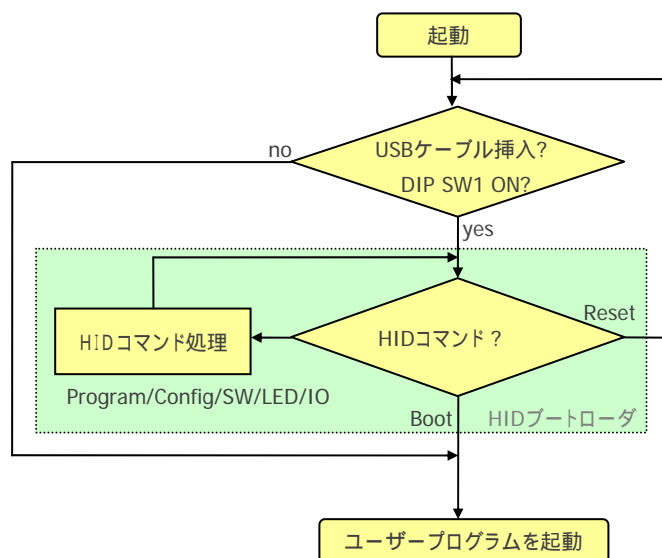 起動
USBケーブル挿入?
DIP SW1 ON?
no
yes
HIDコマンド処理
HIDコマンド？
Reset
Program/Config/SW/LED/IO
Boot
HIDブートローダ
ユーザープログラムを起動